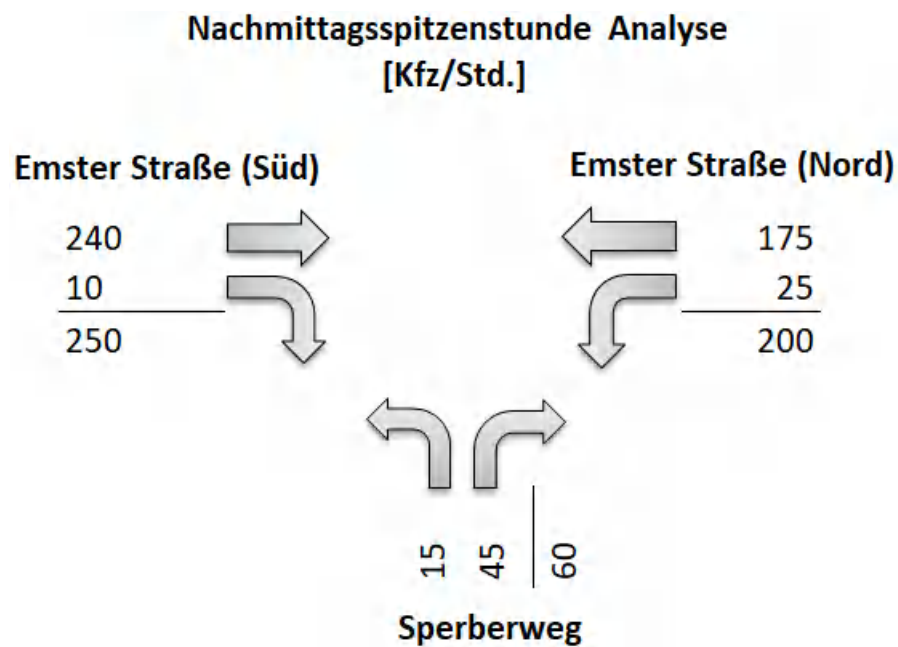 Nachmittagsspitzenstunde Analyse
[Kfz/Std.]
Emster Straße (Süd)
240
10
250
Emster Straße (Nord)
175
25
200
15
45
60
Sperberweg